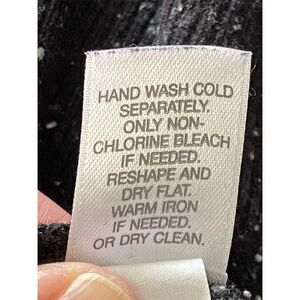 HAND WASH COLD
SEPARATELY.
ONLY NON-
CHLORINE BLEACH
IF NEEDED.
RESHAPE AND
DRY FLAT.
WARM IRON
IF NEEDED.
OR DRY CLEAN.